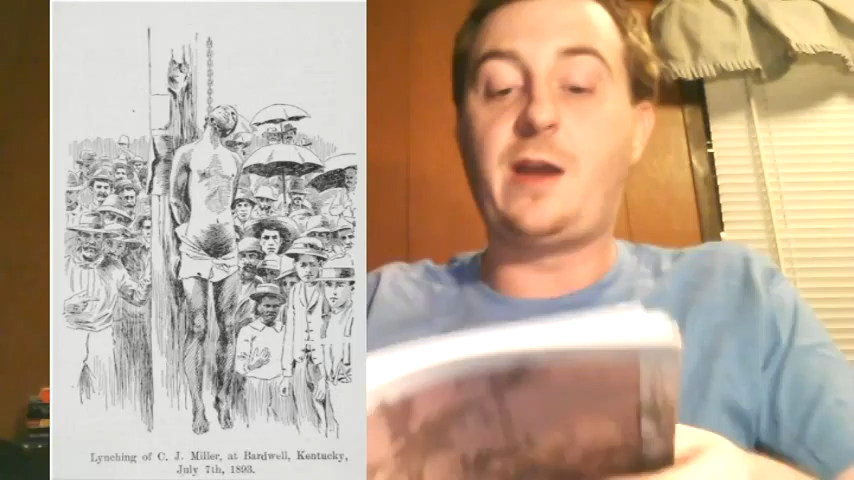 Lynching of C. J. Miller, at Bardwell, Kentucky,
July 7th, 1893.